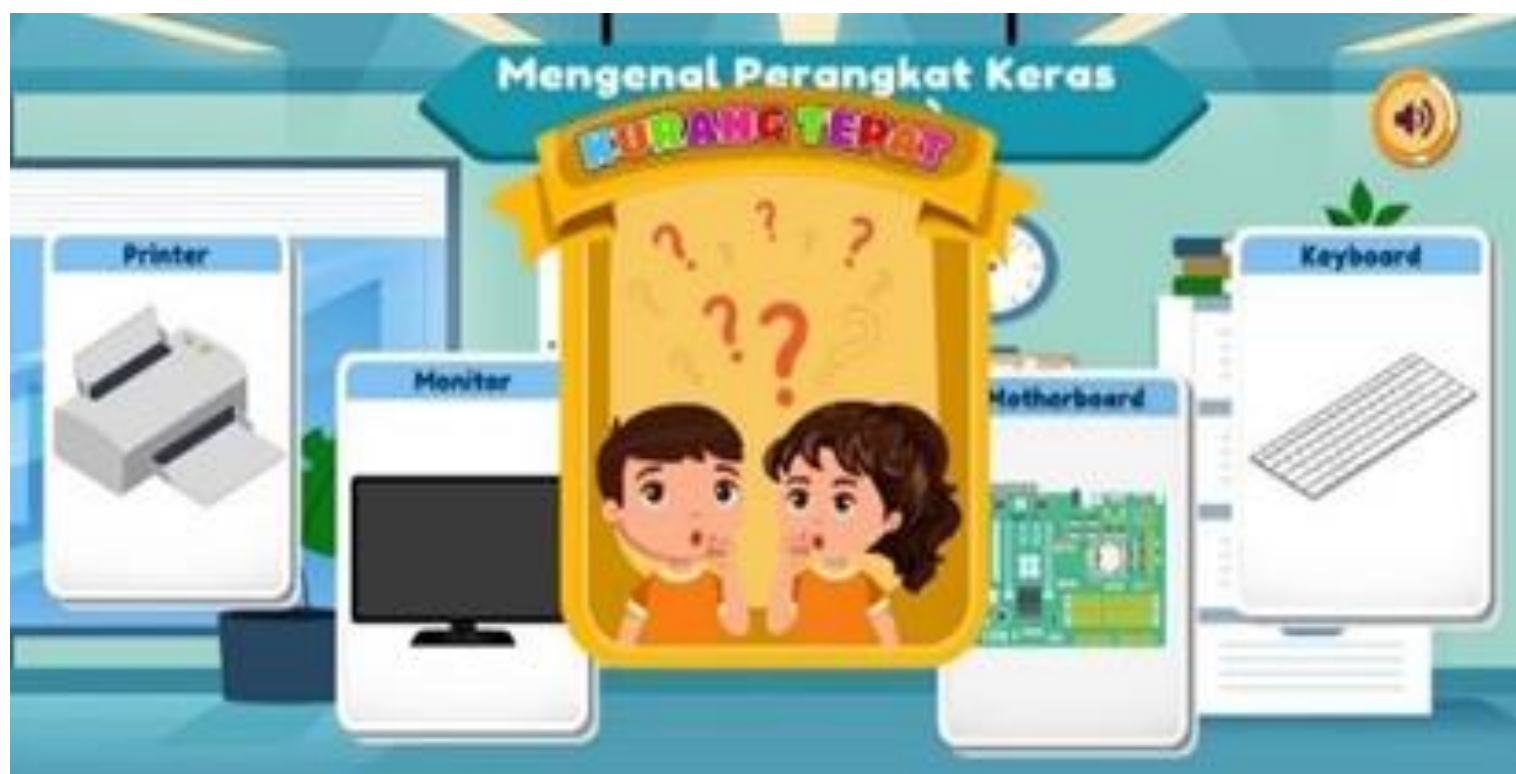 Mengenal Perangkat Keras
KURANG TEPAT
Printer
Monitor
Motherboard
Keyboard